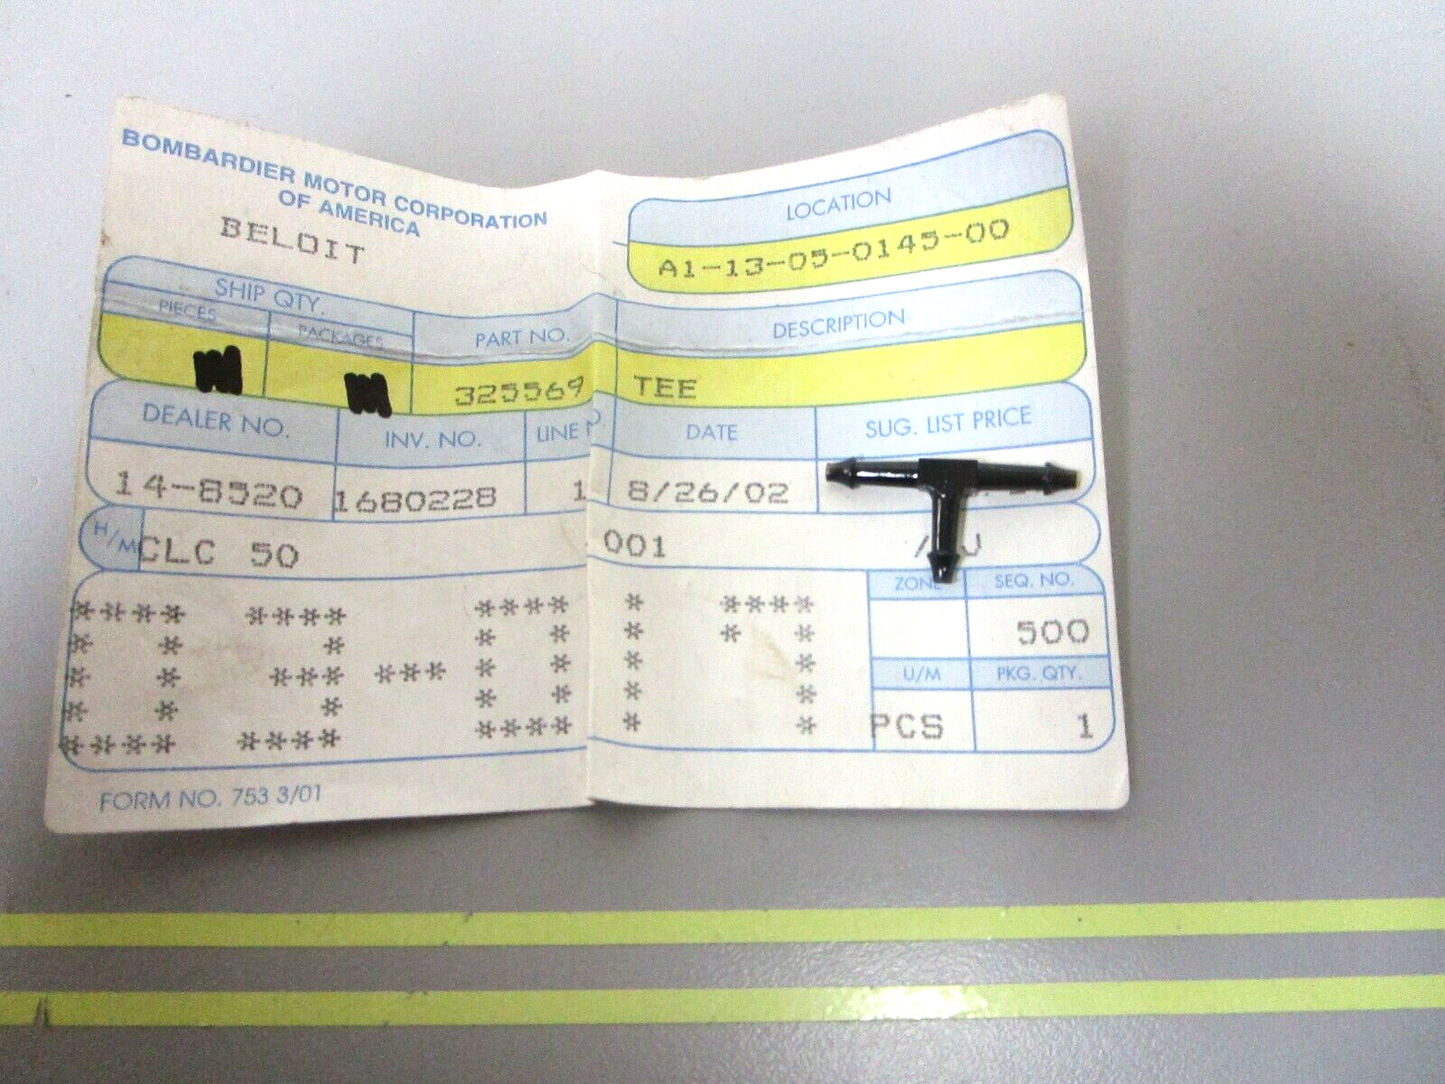 BOMBARDIER MOTOR CORPORATION
OF AMERICA
BELOIT
LOCATION
A1-13-05-0145-00
SHIP QTY.
PIECES PACKAGES PART NO. DESCRIPTION
325569 TEE
DEALER NO. INV. NO. LINE DATE SUG. LIST PRICE
14-8520 1680228 1 8/26/02
H/M CLC 50 001
ZONE SEQ. NO.
500
U/M PKG. QTY.
PCS 1
FORM NO. 753 3/01